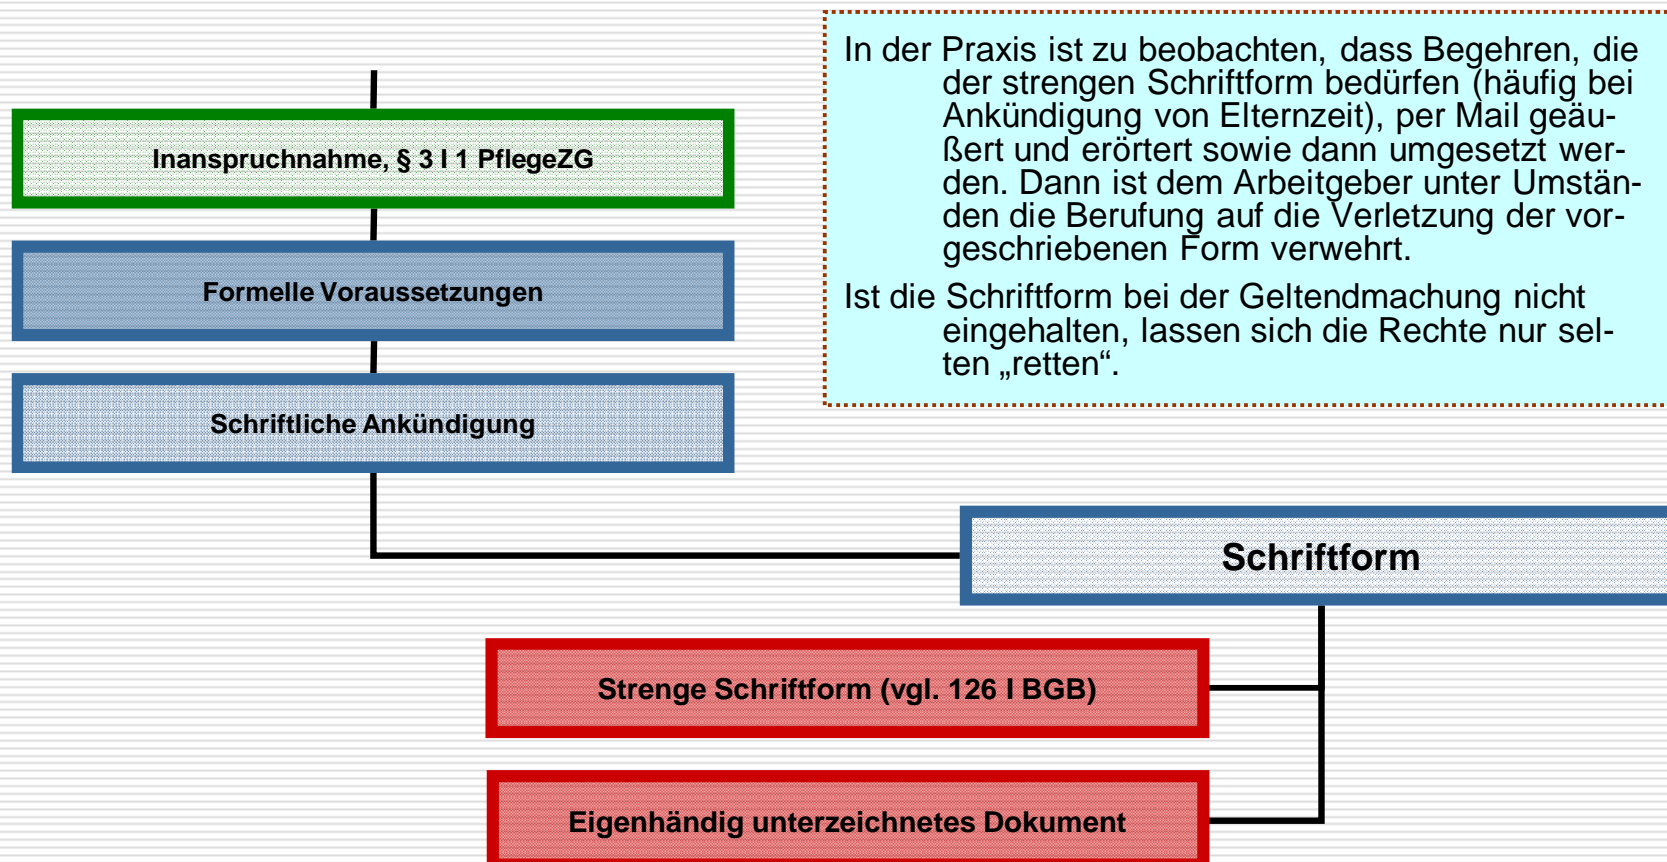 In der Praxis ist zu beobachten, dass Begehren, die
der strengen Schriftform bedürfen (häufig bei
Ankündigung von Elternzeit), per Mail geäu-
ßert und erörtert sowie dann umgesetzt wer-
den. Dann ist dem Arbeitgeber unter Umstän-
den die Berufung auf die Verletzung der vor-
geschriebenen Form verwehrt.
Ist die Schriftform bei der Geltendmachung nicht
eingehalten, lassen sich die Rechte nur sel-
ten „retten“.
Inanspruchnahme, § 3 I 1 PflegeZG
Formelle Voraussetzungen
Schriftliche Ankündigung
Schriftform
Strenge Schriftform (vgl. 126 I BGB)
Eigenhändig unterzeichnetes Dokument